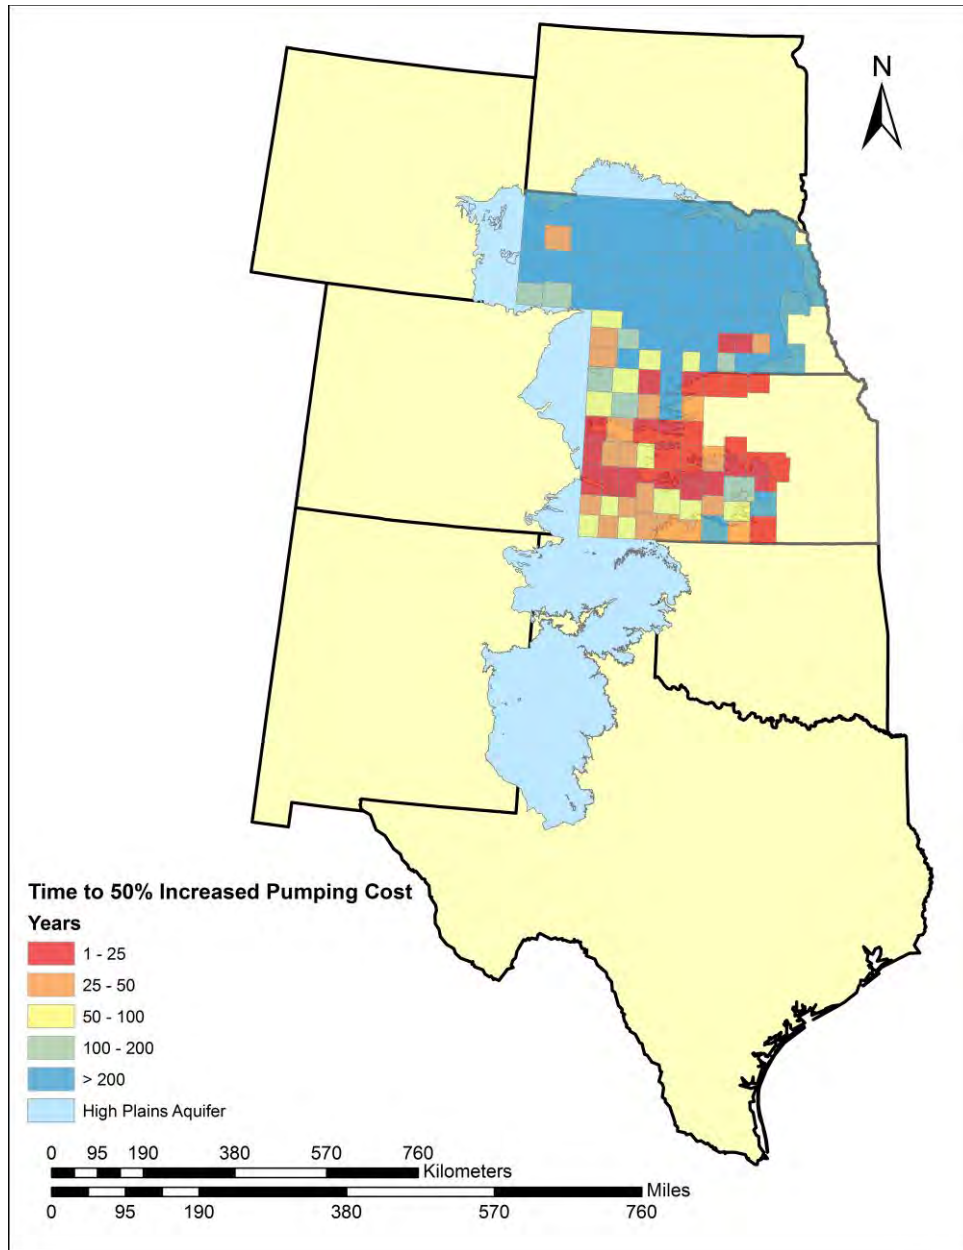 N
Time to 50% Increased Pumping Cost
Years
1 - 25
25 - 50
50 - 100
100 - 200
> 200
High Plains Aquifer
0 95 190 380 570 760
Kilometers
Miles
0 95 190 380 570 760